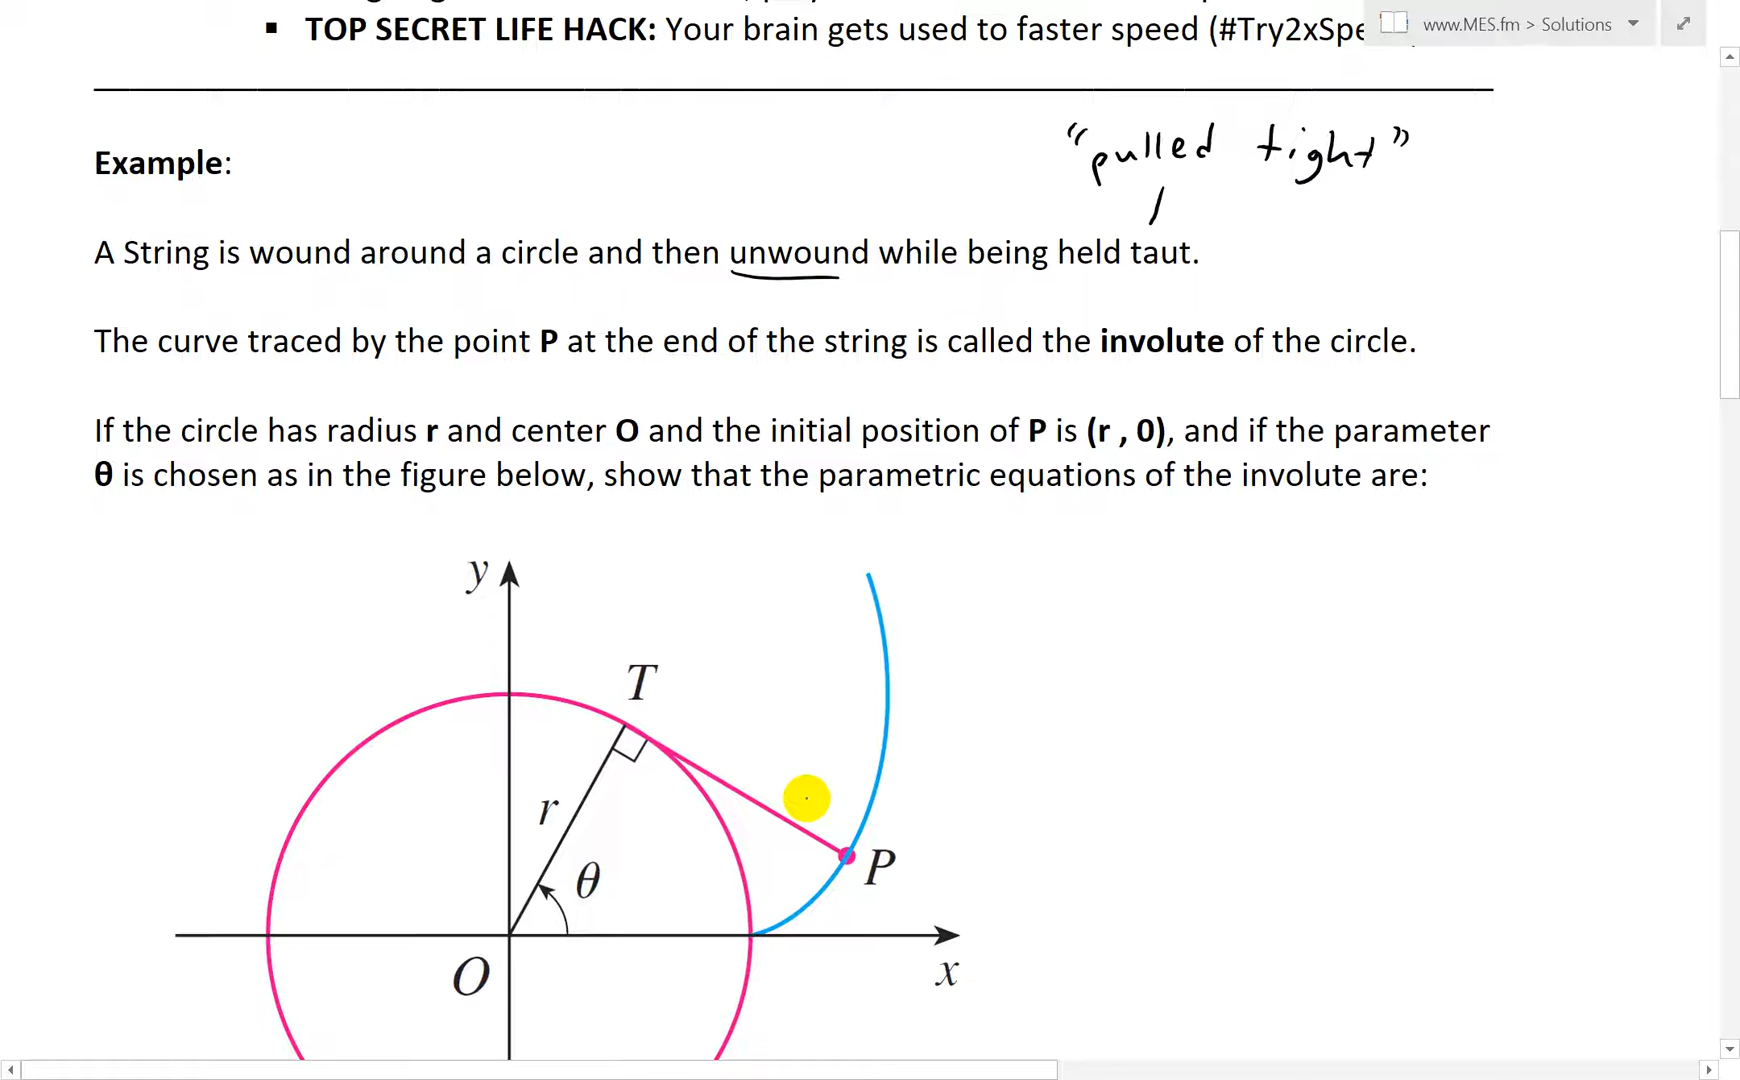 ▪ TOP SECRET LIFE HACK: Your brain gets used to faster speed (#Try2xSpe
www.MES.fm > Solutions
"pulled tight"
Example:
A String is wound around a circle and then unwound while being held taut.
The curve traced by the point P at the end of the string is called the involute of the circle.
If the circle has radius r and center O and the initial position of P is (r , 0), and if the parameter
θ is chosen as in the figure below, show that the parametric equations of the involute are:
y
T
r
θ
P
O
x